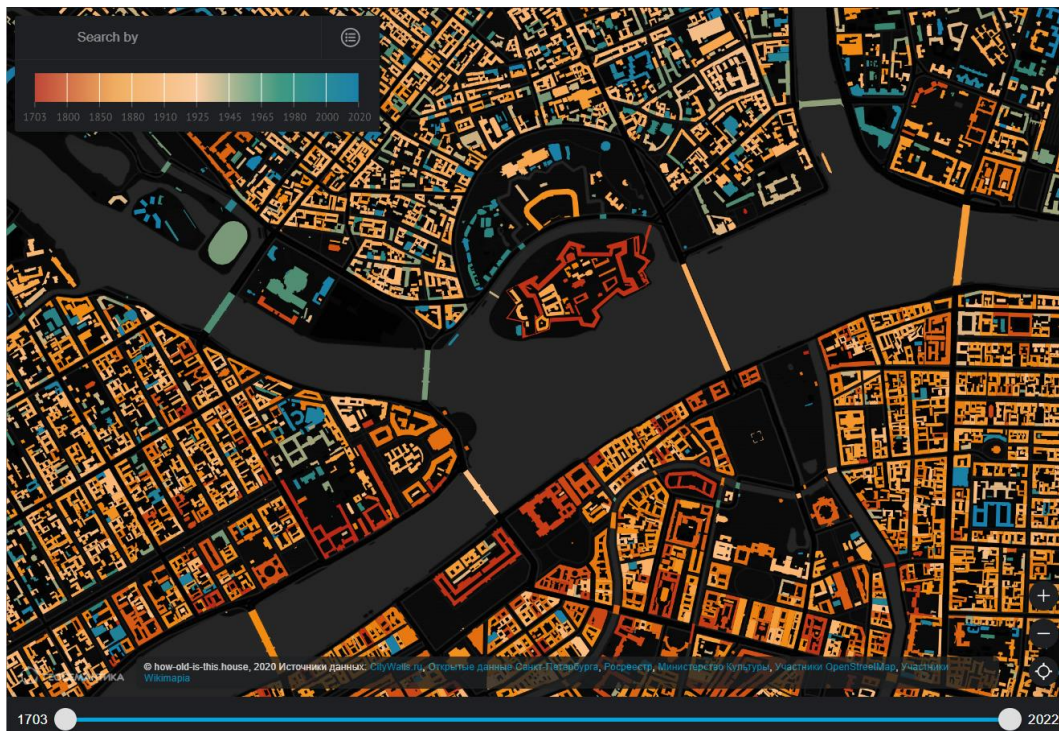 Search by
1703 1800 1850 1880 1910 1925 1945 1965 1980 2000 2020
© how-old-is-this.house, 2020 Источники данных: CityWalls.ru, Открытые данные Санкт-Петербурга, Росреестр, Министерство Культуры, Участники OpenStreetMap, Участники
Wikimapia
ГЕОСЕМАНТИКА
1703 2022